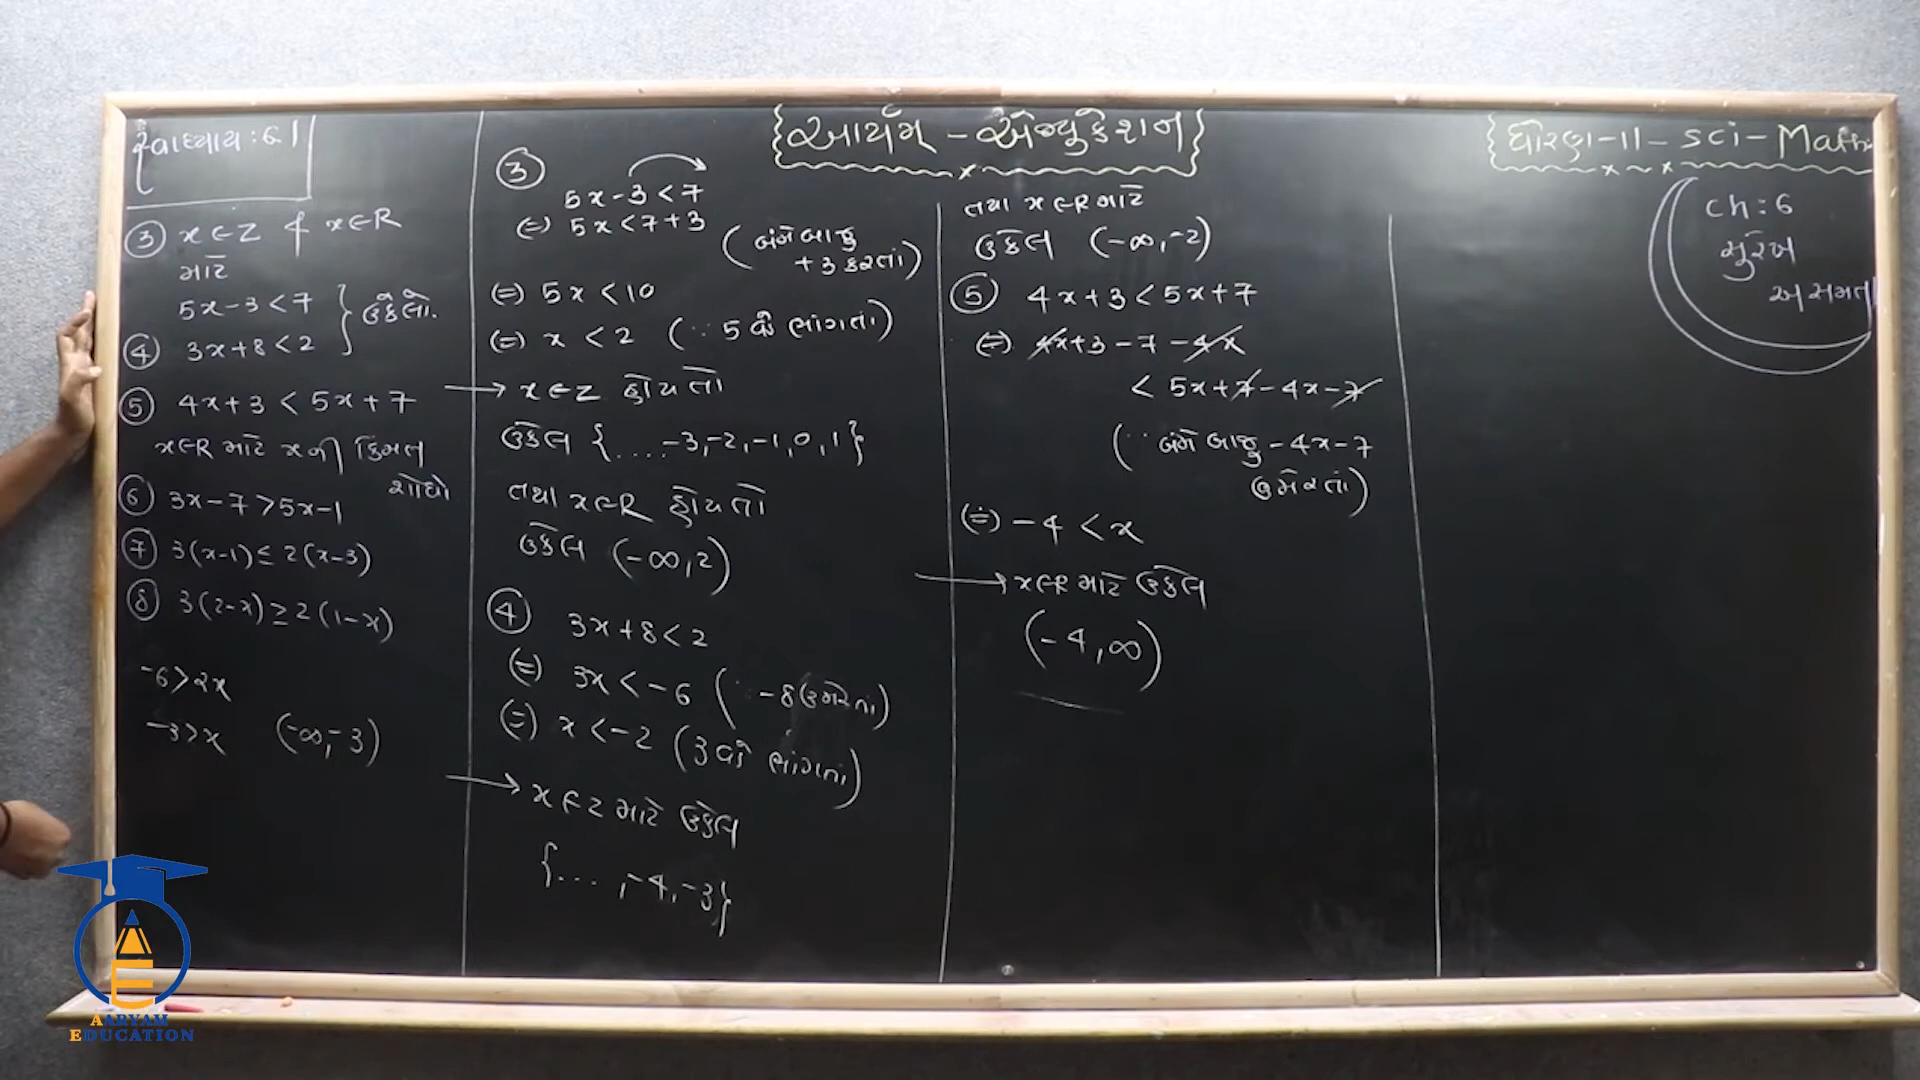 સ્વાધ્યાય : 6.1
આર્યમ - એજ્યુકેશન
ધોરણ - 11 - sci - Maths
ch : 6
સુરેખ
અસમતા
③ x∈Z ર્ x∈R
માટે
5x-3<7 } ઉકેલો.
④ 3x+8<2
⑤ 4x+3 < 5x+7
x∈R માટે x ની કિંમત
શોધો
⑥ 3x-7>5x-1
⑦ 3(x-1) ≤ 2(x-3)
⑧ 3(2-x) ≥ 2(1-x)
-6>2x
-3>x (-∞,-3)
③
5x-3<7
(=) 5x<7+3
(બંને બાજુ
+3 કરતાં)
(=) 5x<10
(=) x<2 (∵ 5 વડે ભાંગતાં)
→ x∈Z હોય તો
ઉકેલ {....-3,-2,-1,0,1}
તથા x∈R હોય તો
ઉકેલ (-∞,2)
④ 3x+8<2
(=) 3x<-6 (∵ -8 ઉમેરતાં)
(=) x<-2 (3 વડે ભાંગતાં)
→ x∈Z માટે ઉકેલ
{...,-4,-3}
તથા x∈R માટે
ઉકેલ (-∞,-2)
⑤ 4x+3<5x+7
(=) 4x+3-7-4x
< 5x+7-4x-7
(∵ બંને બાજુ -4x-7
ઉમેરતાં)
(=) -4<x
→ x∈R માટે ઉકેલ
(-4,∞)
AARYAM
EDUCATION